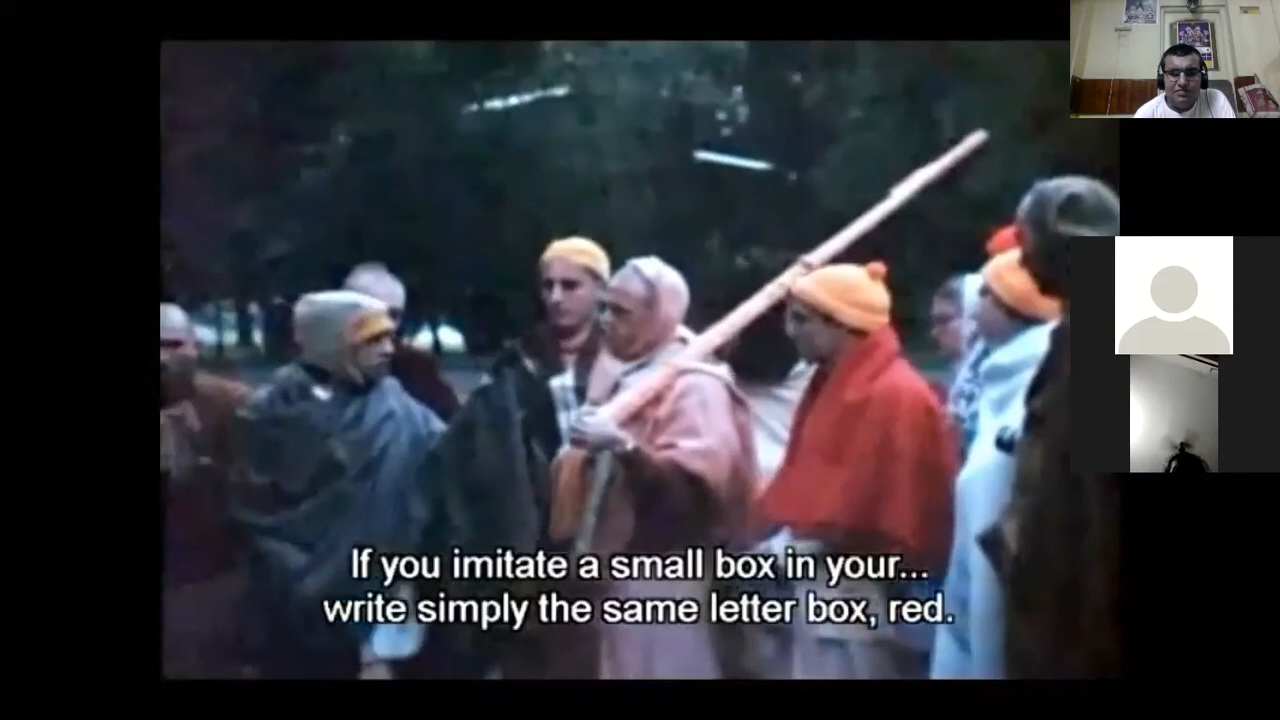 If you imitate a small box in your...
write simply the same letter box, red.